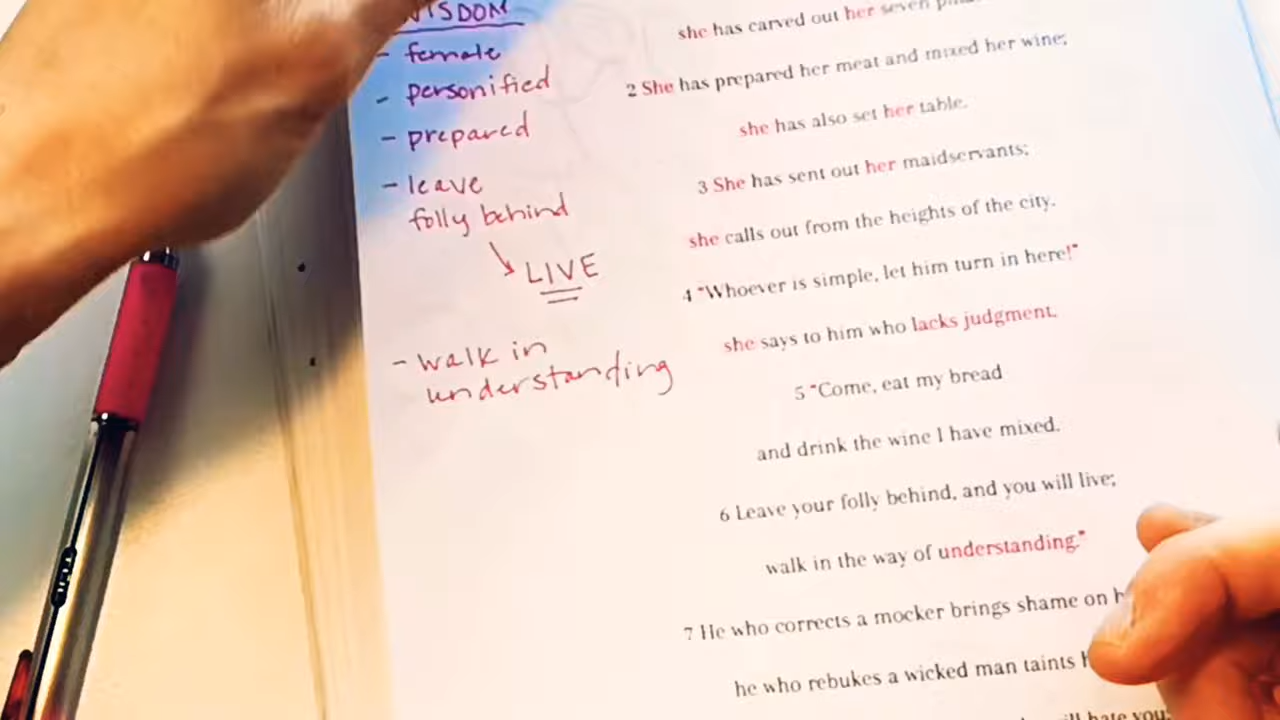 WISDOM
- female
- personified
- prepared
- leave
folly behind
LIVE
- walk in
understanding
she has carved out her seven
2 She has prepared her meat and mixed her wine;
she has also set her table.
3 She has sent out her maidservants;
she calls out from the heights of the city.
4 "Whoever is simple, let him turn in here!"
she says to him who lacks judgment.
5 "Come, eat my bread
and drink the wine I have mixed.
6 Leave your folly behind, and you will live;
walk in the way of understanding."
7 He who corrects a mocker brings shame on
he who rebukes a wicked man taints
hate you;